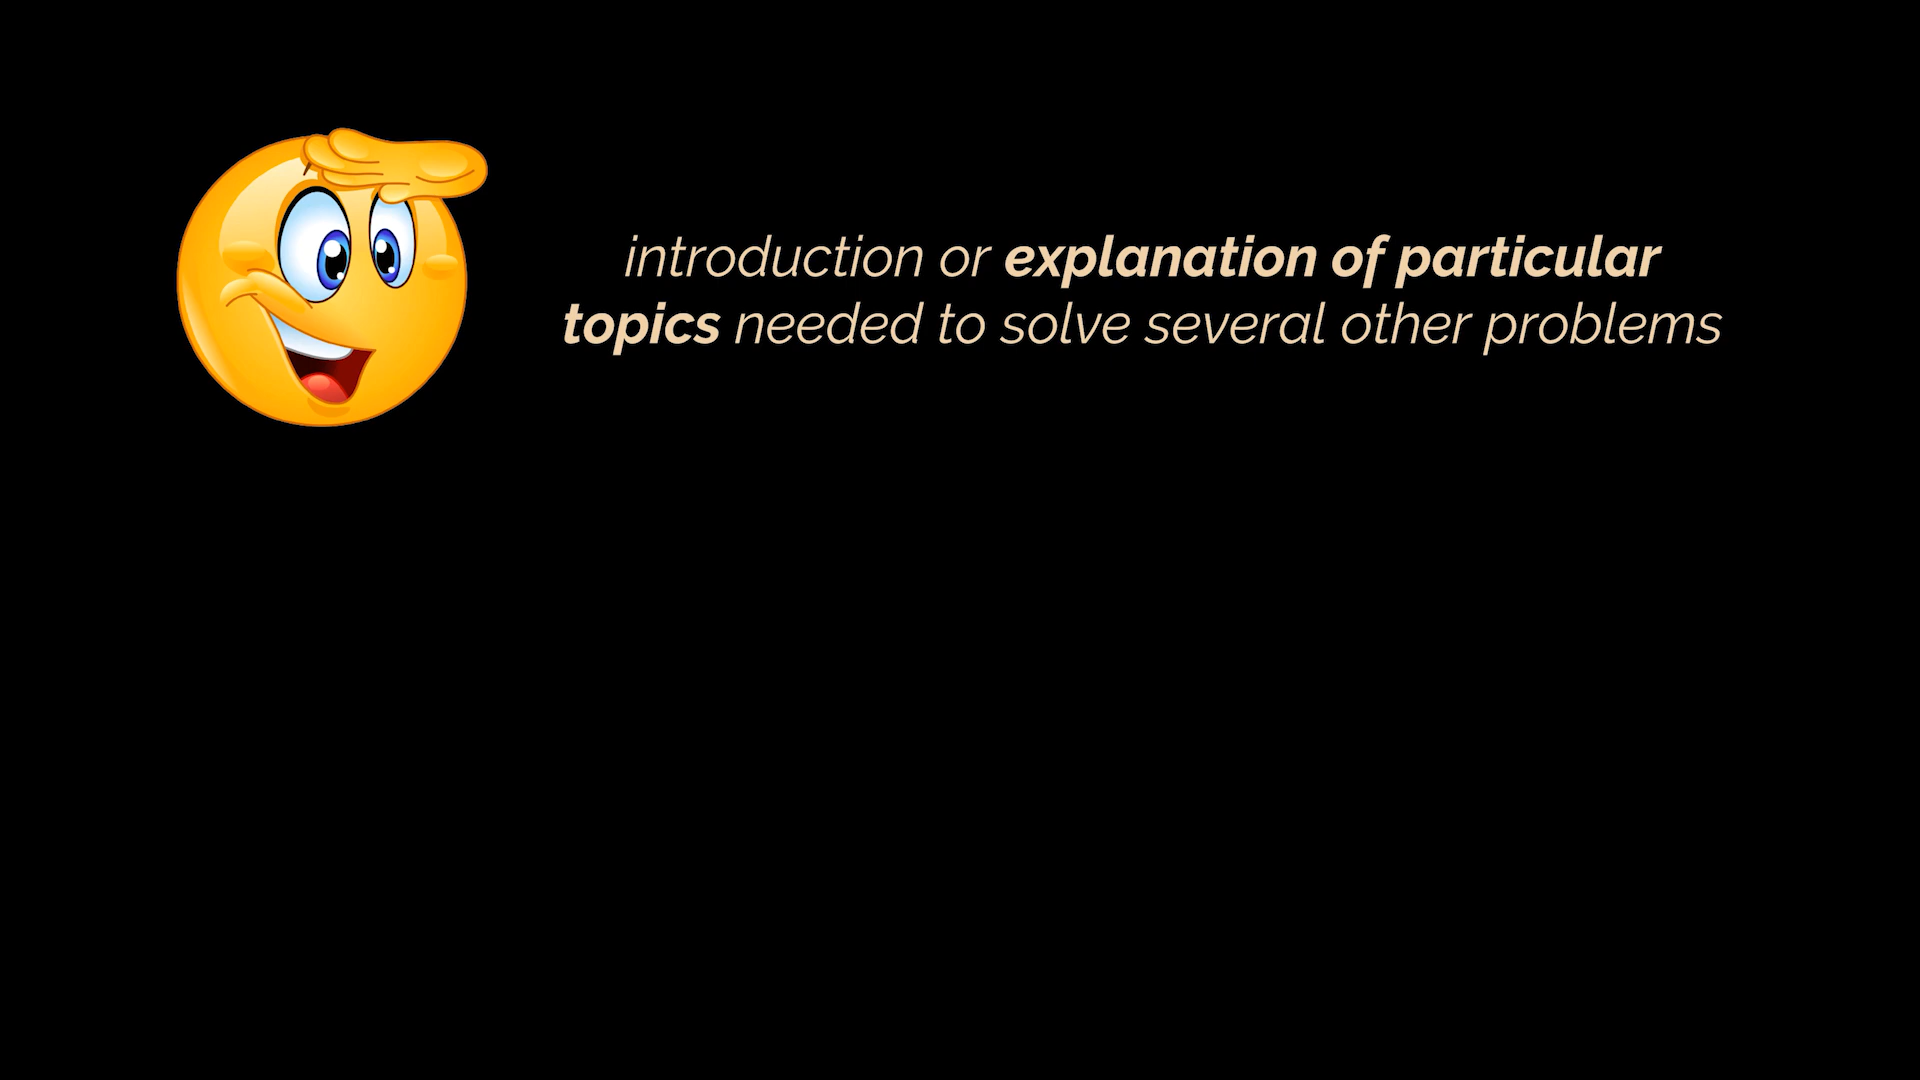 introduction or explanation of particular
topics needed to solve several other problems